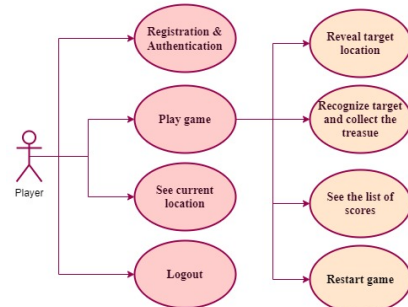 Registration &
Authentication
Reveal target
location
Play game
Recognize target
and collect the
treasue
Player
See current
location
See the list of
scores
Logout
Restart game